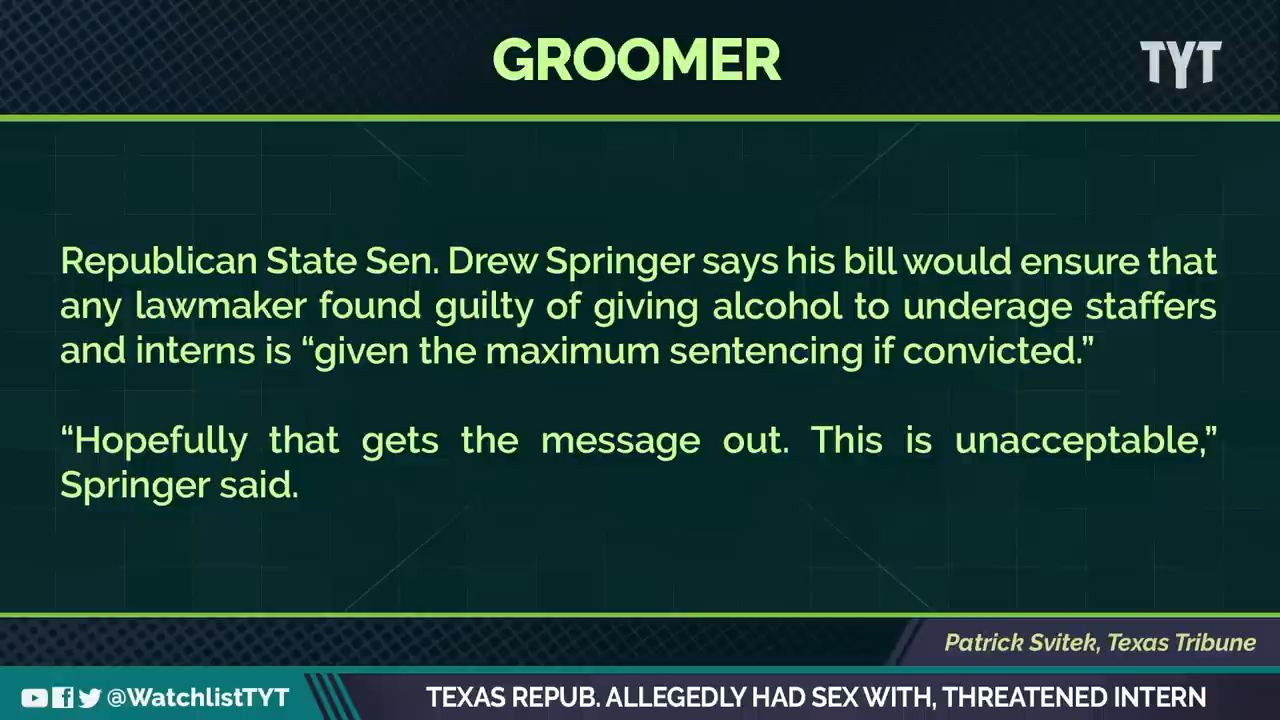 GROOMER
TYT
Republican State Sen. Drew Springer says his bill would ensure that
any lawmaker found guilty of giving alcohol to underage staffers
and interns is “given the maximum sentencing if convicted.”
“Hopefully that gets the message out. This is unacceptable,”
Springer said.
Patrick Svitek, Texas Tribune
@WatchlistTYT
TEXAS REPUB. ALLEGEDLY HAD SEX WITH, THREATENED INTERN